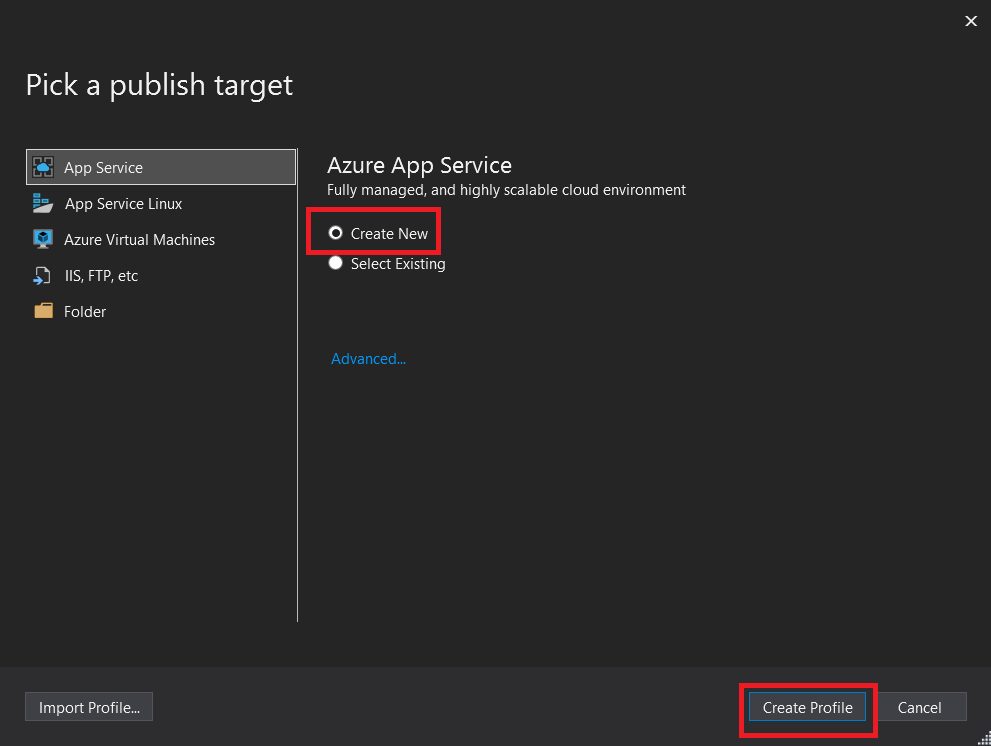 Pick a publish target
App Service
App Service Linux
Azure Virtual Machines
IIS, FTP, etc
Folder
Azure App Service
Fully managed, and highly scalable cloud environment
Create New
Select Existing
Advanced...
Import Profile...
Create Profile
Cancel